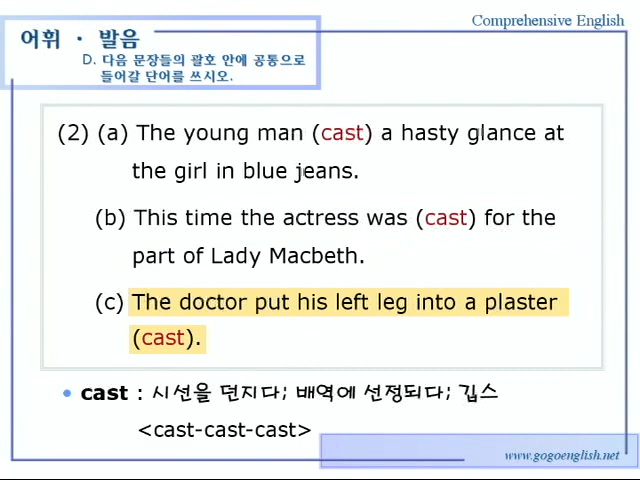 Comprehensive English
어휘 · 발음
D. 다음 문장들의 괄호 안에 공통으로
들어갈 단어를 쓰시오.
(2) (a) The young man (cast) a hasty glance at
the girl in blue jeans.
(b) This time the actress was (cast) for the
part of Lady Macbeth.
(c) The doctor put his left leg into a plaster
(cast).
• cast : 시선을 던지다; 배역에 선정되다; 깁스
<cast-cast-cast>
www.gogoenglish.net